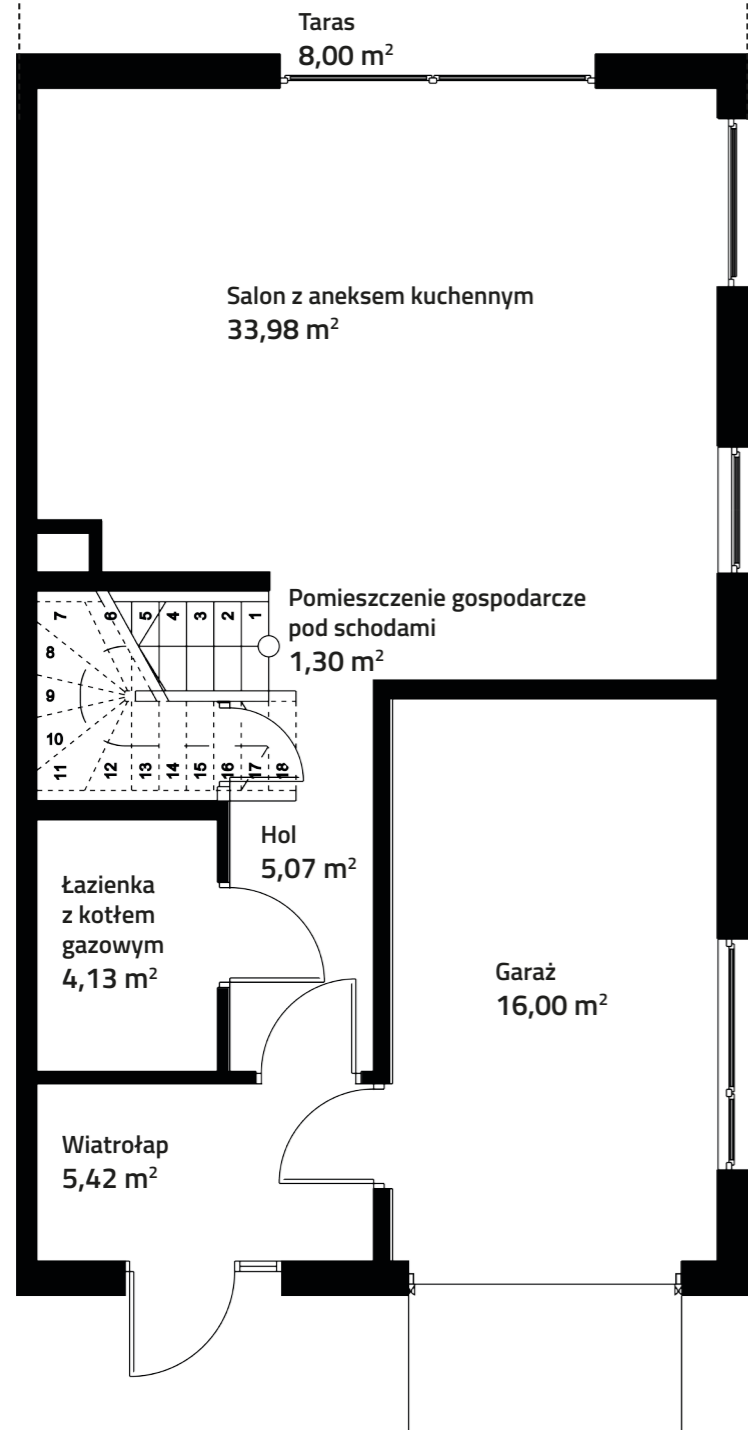 Taras
8,00 m²
Salon z aneksem kuchennym
33,98 m²
Pomieszczenie gospodarcze
pod schodami
1,30 m²
7 6 5 4 3 2 1
8
9
10
11 12 13 14 15 16 17 18
Hol
5,07 m²
Łazienka
z kotłem
gazowym
4,13 m²
Garaż
16,00 m²
Wiatrołap
5,42 m²